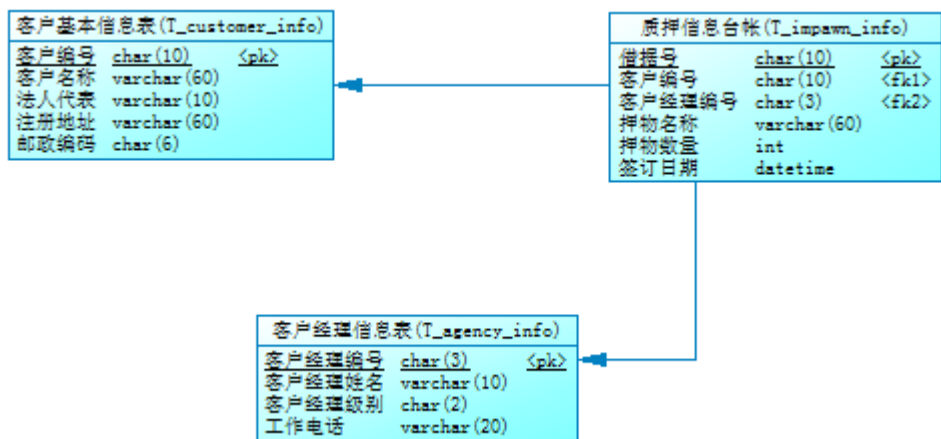 客户基本信息表(T_customer_info)
客户编号 char(10) <pk>
客户名称 varchar(60)
法人代表 varchar(10)
注册地址 varchar(60)
邮政编码 char(6)
质押信息台帐(T_impawn_info)
借据号 char(10) <pk>
客户编号 char(10) <fk1>
客户经理编号 char(3) <fk2>
押物名称 varchar(60)
押物数量 int
签订日期 datetime
客户经理信息表(T_agency_info)
客户经理编号 char(3) <pk>
客户经理姓名 varchar(10)
客户经理级别 char(2)
工作电话 varchar(20)